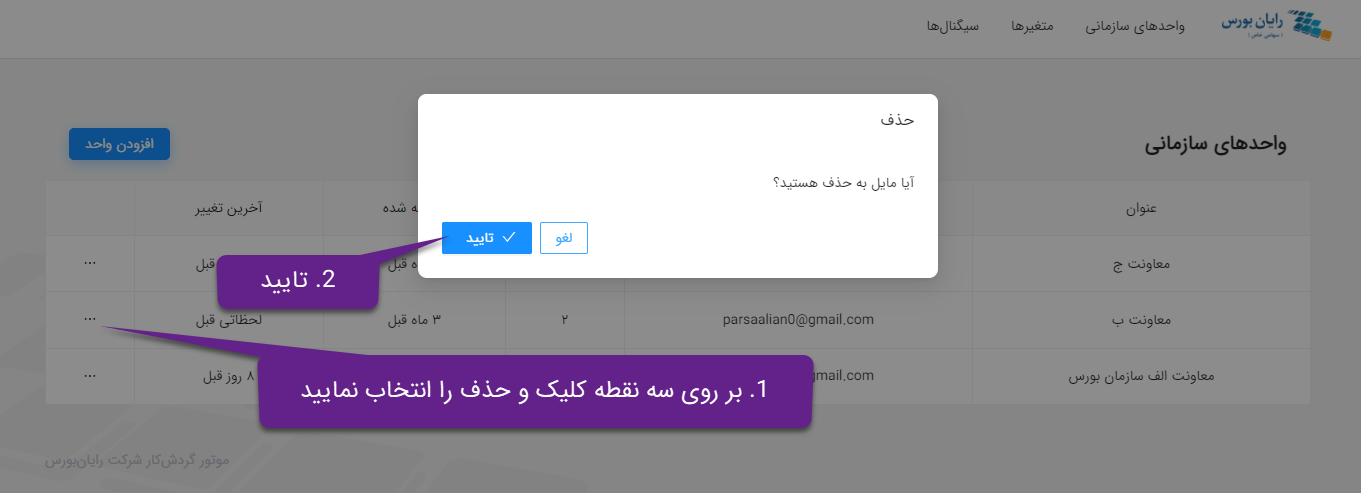 رایان بورس
( سهامی خاص )
واحدهای سازمانی
متغیرها
سیگنال‌ها
حذف
آیا مایل به حذف هستید؟
لغو
تایید
واحدهای سازمانی
افزودن واحد
عنوان
شده
آخرین تغییر
معاونت ج
قبل
قبل
...
2. تایید
معاونت ب
parsaalian0@gmail.com
۲
۳ ماه قبل
لحظاتی قبل
...
1. بر روی سه نقطه کلیک و حذف را انتخاب نمایید
معاونت الف سازمان بورس
gmail.com
۸ روز قبل
...
موتور گردش‌کار شرکت رایان‌بورس